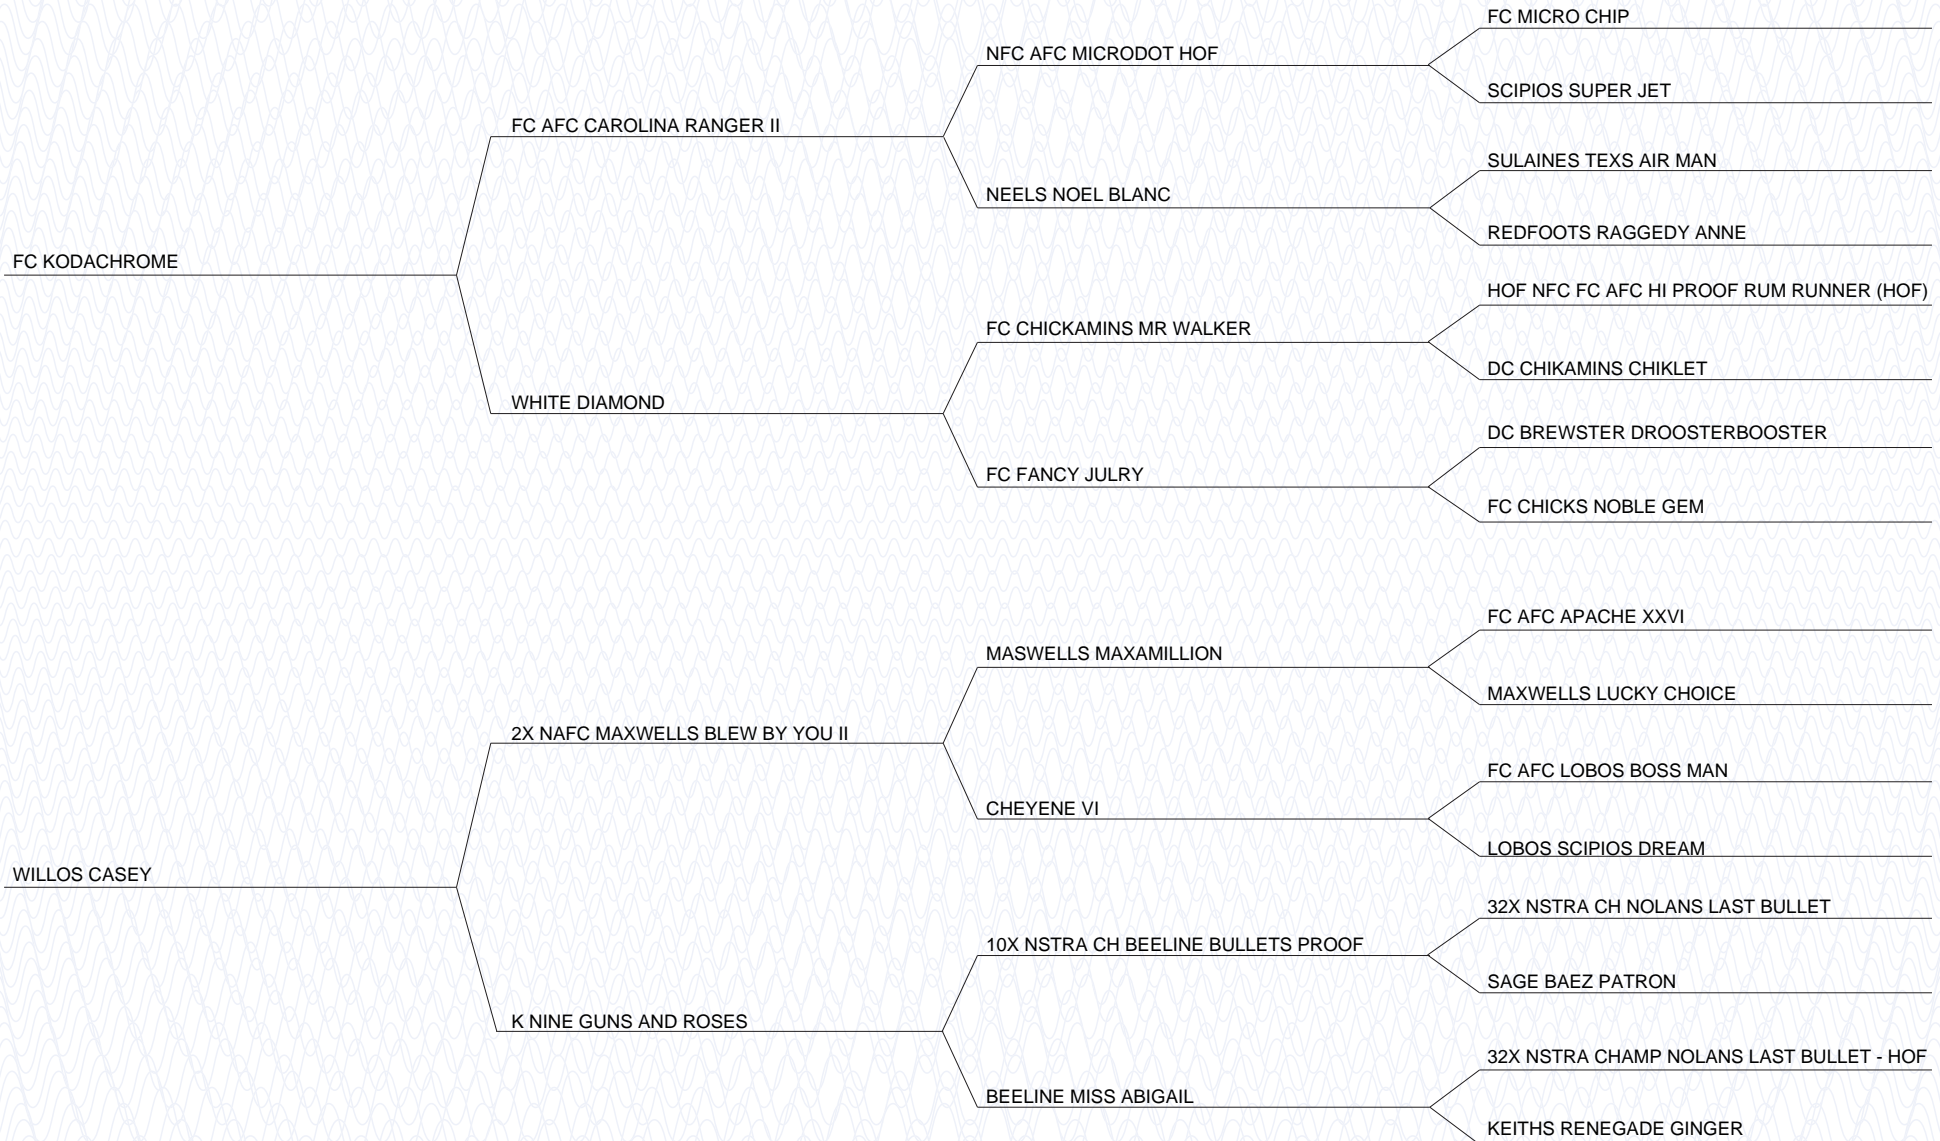 FC MICRO CHIP
NFC AFC MICRODOT HOF
SCIPIOS SUPER JET
FC AFC CAROLINA RANGER II
SULAINES TEXS AIR MAN
NEELS NOEL BLANC
REDFOOTS RAGGEDY ANNE
FC KODACHROME
HOF NFC FC AFC HI PROOF RUM RUNNER (HOF)
FC CHICKAMINS MR WALKER
DC CHIKAMINS CHIKLET
WHITE DIAMOND
DC BREWSTER DROOSTERBOOSTER
FC FANCY JULRY
FC CHICKS NOBLE GEM
FC AFC APACHE XXVI
MASWELLS MAXAMILLION
MAXWELLS LUCKY CHOICE
2X NAFC MAXWELLS BLEW BY YOU II
FC AFC LOBOS BOSS MAN
CHEYENE VI
LOBOS SCIPIOS DREAM
WILLOS CASEY
32X NSTRA CH NOLANS LAST BULLET
10X NSTRA CH BEELINE BULLETS PROOF
SAGE BAEZ PATRON
K NINE GUNS AND ROSES
32X NSTRA CHAMP NOLANS LAST BULLET - HOF
BEELINE MISS ABIGAIL
KEITHS RENEGADE GINGER